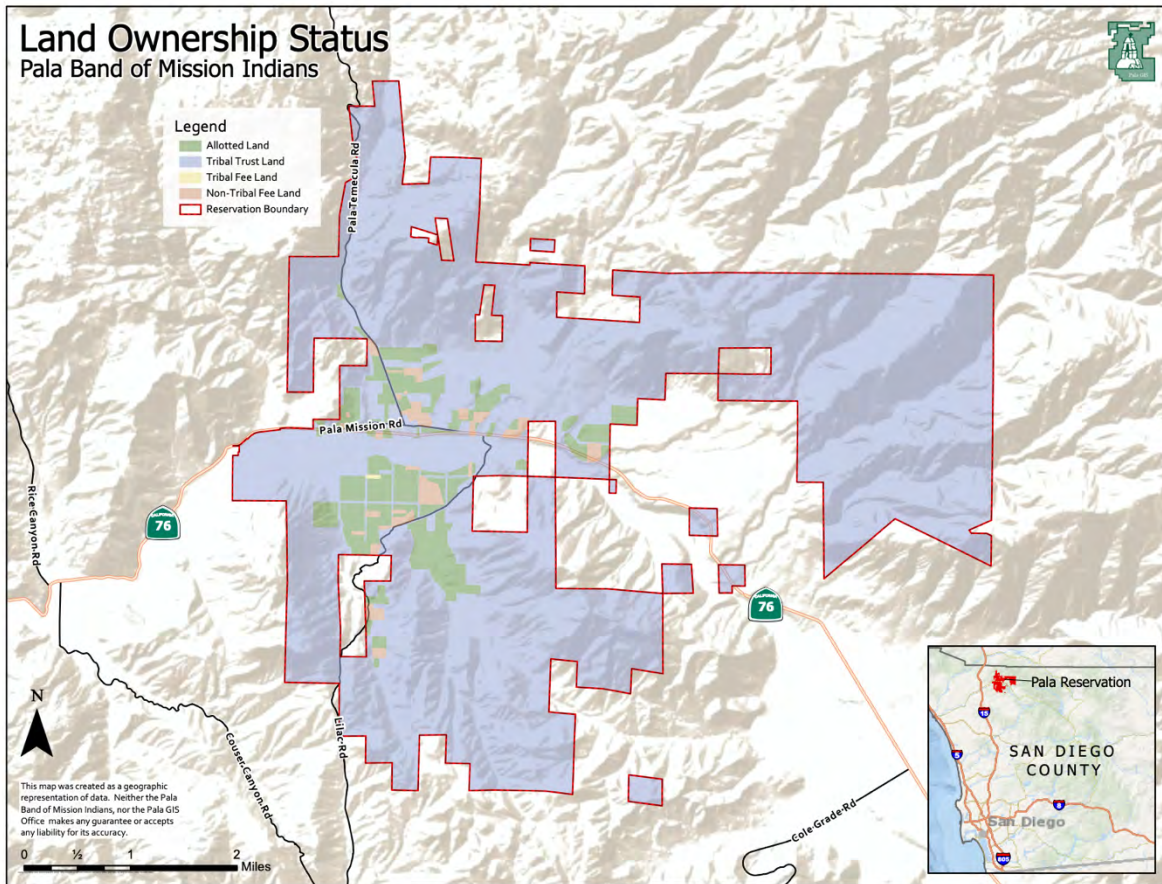 Land Ownership Status
Pala Band of Mission Indians
Legend
Allotted Land
Tribal Trust Land
Tribal Fee Land
Non-Tribal Fee Land
Reservation Boundary
Pala Temecula Rd
Pala Mission Rd
Rice Canyon Rd
CALIFORNIA
76
CALIFORNIA
76
Lilac Rd
Couser Canyon Rd
Cole Grade Rd
N
This map was created as a geographic
representation of data. Neither the Pala
Band of Mission Indians, nor the Pala GIS
Office makes any guarantee or accepts
any liability for its accuracy.
0 ½ 1 2
Miles
Pala Reservation
15
5
SAN DIEGO
COUNTY
8
San Diego
805